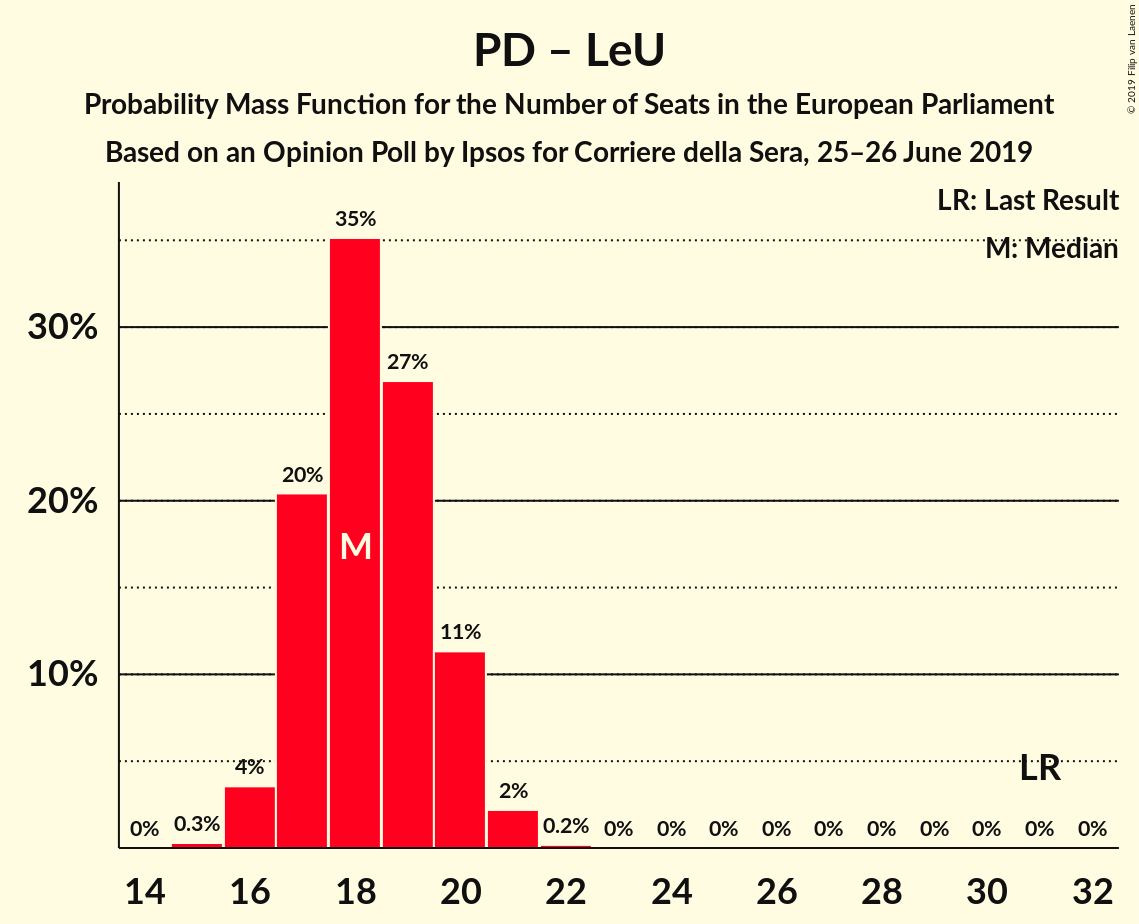 PD – LeU
Probability Mass Function for the Number of Seats in the European Parliament
Based on an Opinion Poll by Ipsos for Corriere della Sera, 25–26 June 2019
© 2019 Filip van Laenen
LR: Last Result
M: Median
35%
30%
27%
20%
20%
M
11%
10%
4%
LR
2%
0% 0.3% 0.2% 0% 0% 0% 0% 0% 0% 0% 0% 0% 0%
14 16 18 20 22 24 26 28 30 32